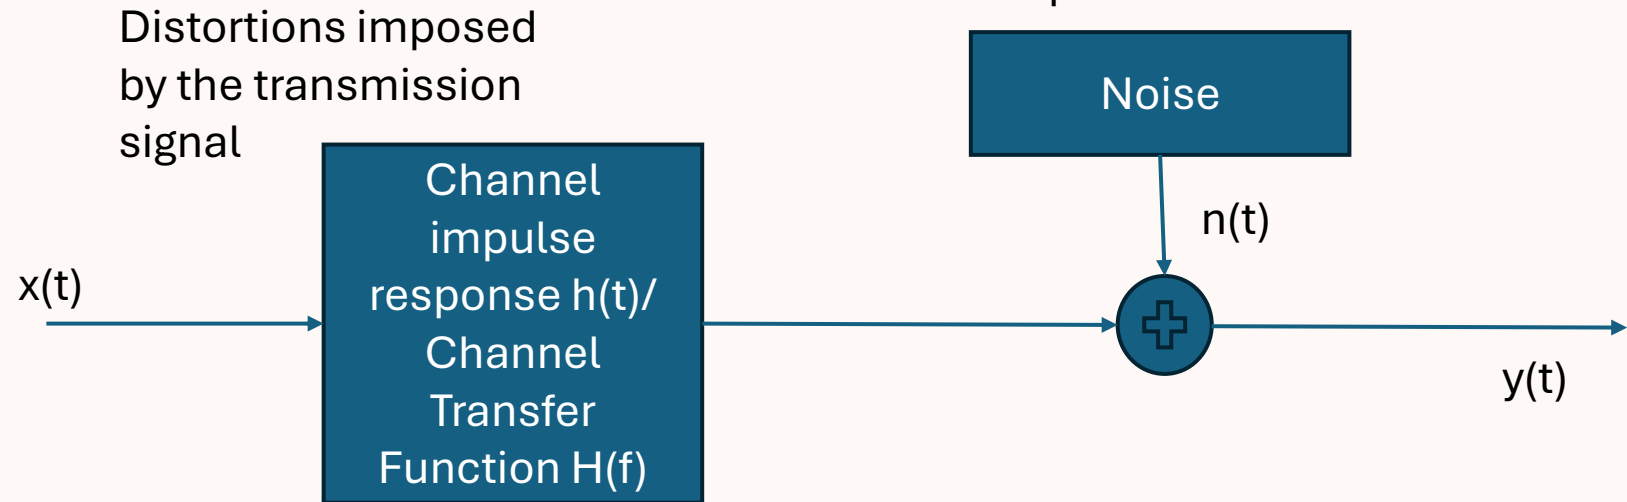 Distortions imposed
by the transmission
signal
Noise
Channel
impulse
response h(t)/
Channel
Transfer
Function H(f)
n(t)
x(t)
y(t)